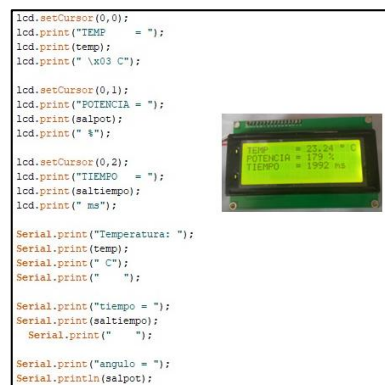 lcd.setCursor(0,0);
lcd.print("TEMP     = ");
lcd.print(temp);
lcd.print(" \x03 C");
lcd.setCursor(0,1);
lcd.print("POTENCIA = ");
lcd.print(salpot);
lcd.print(" %");
lcd.setCursor(0,2);
lcd.print("TIEMPO   = ");
lcd.print(saltiempo);
lcd.print(" ms");
Serial.print("Temperatura: ");
Serial.print(temp);
Serial.print(" C");
Serial.print("    ");
Serial.print("tiempo = ");
Serial.print(saltiempo);
Serial.print("    ");
Serial.print("angulo = ");
Serial.println(salpot);
TEMP     = 23.24 ° C
POTENCIA = 179 %
TIEMPO   = 1992 ms